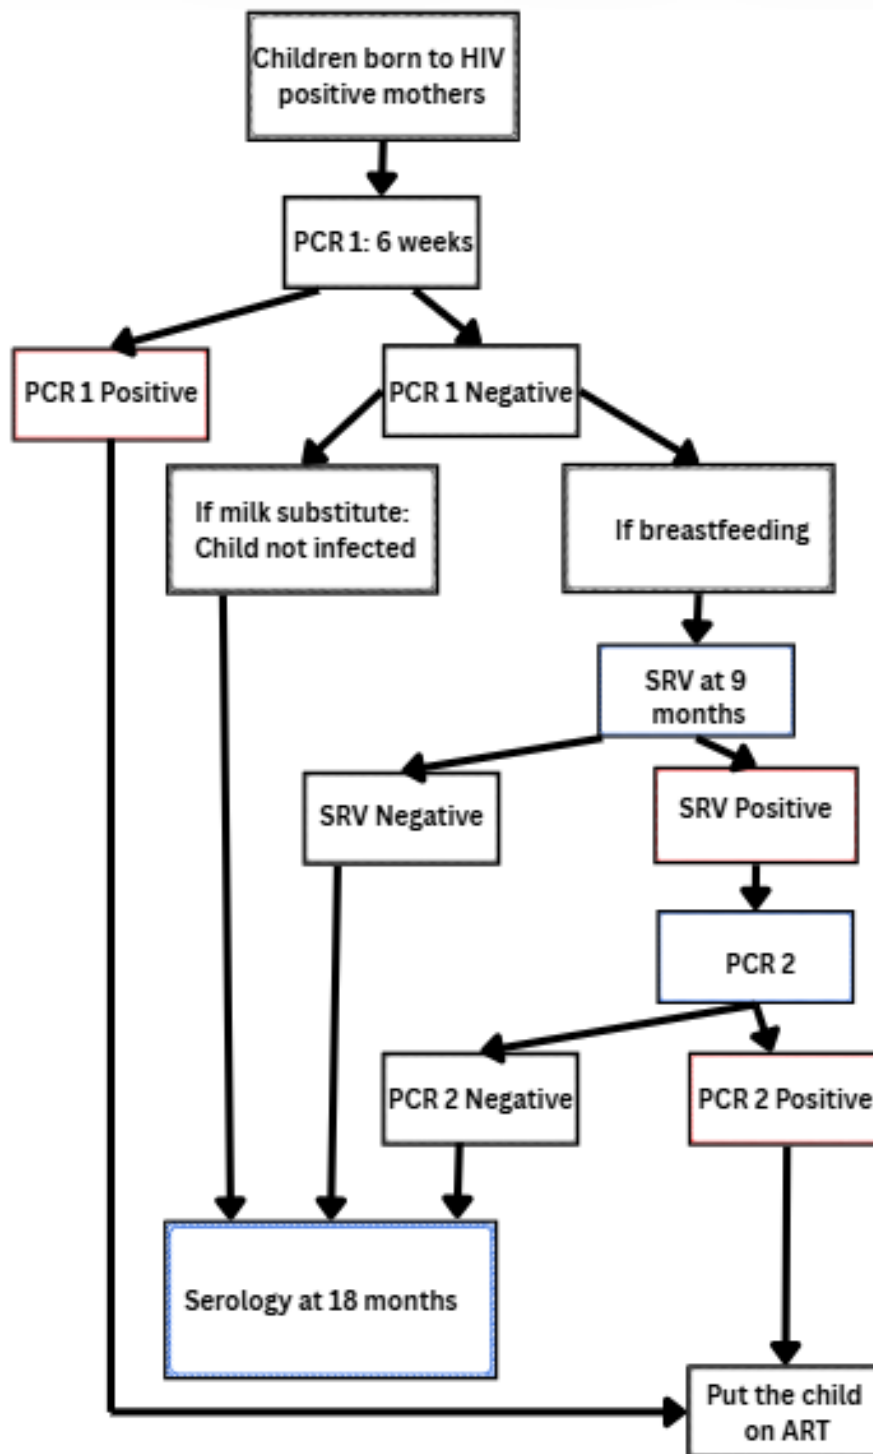 Children born to HIV
positive mothers
PCR 1: 6 weeks
PCR 1 Positive
PCR 1 Negative
If milk substitute:
Child not infected
If breastfeeding
SRV at 9
months
SRV Negative
SRV Positive
PCR 2
PCR 2 Negative
PCR 2 Positive
Serology at 18 months
Put the child
on ART